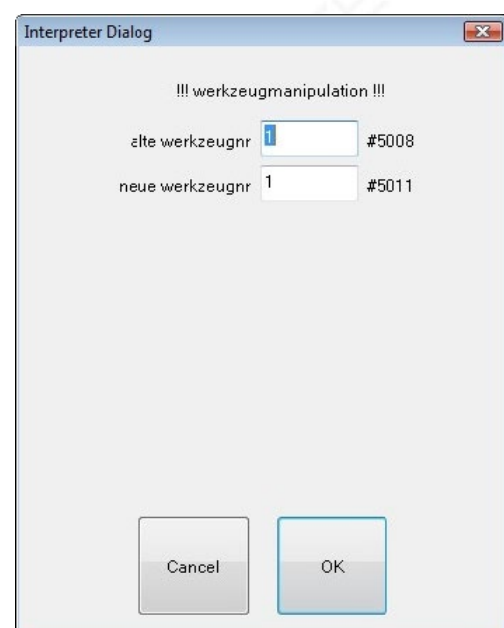 Interpreter Dialog
!!! werkzeugmanipulation !!!
alte werkzeugnr 1 #5008
neue werkzeugnr 1 #5011
Cancel OK